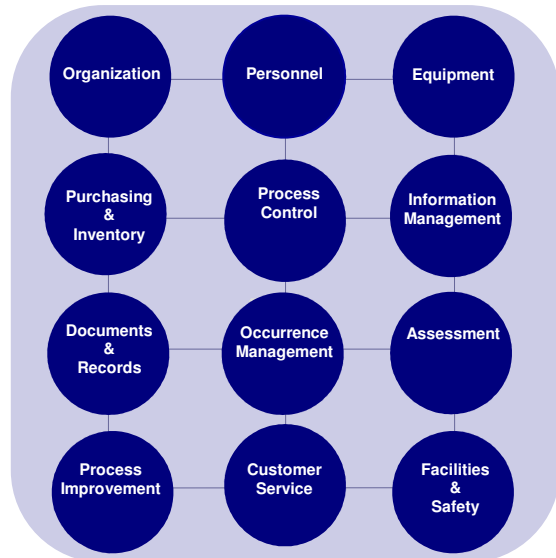 Organization
Personnel
Equipment
Purchasing
&
Inventory
Process
Control
Information
Management
Documents
&
Records
Occurrence
Management
Assessment
Process
Improvement
Customer
Service
Facilities
&
Safety